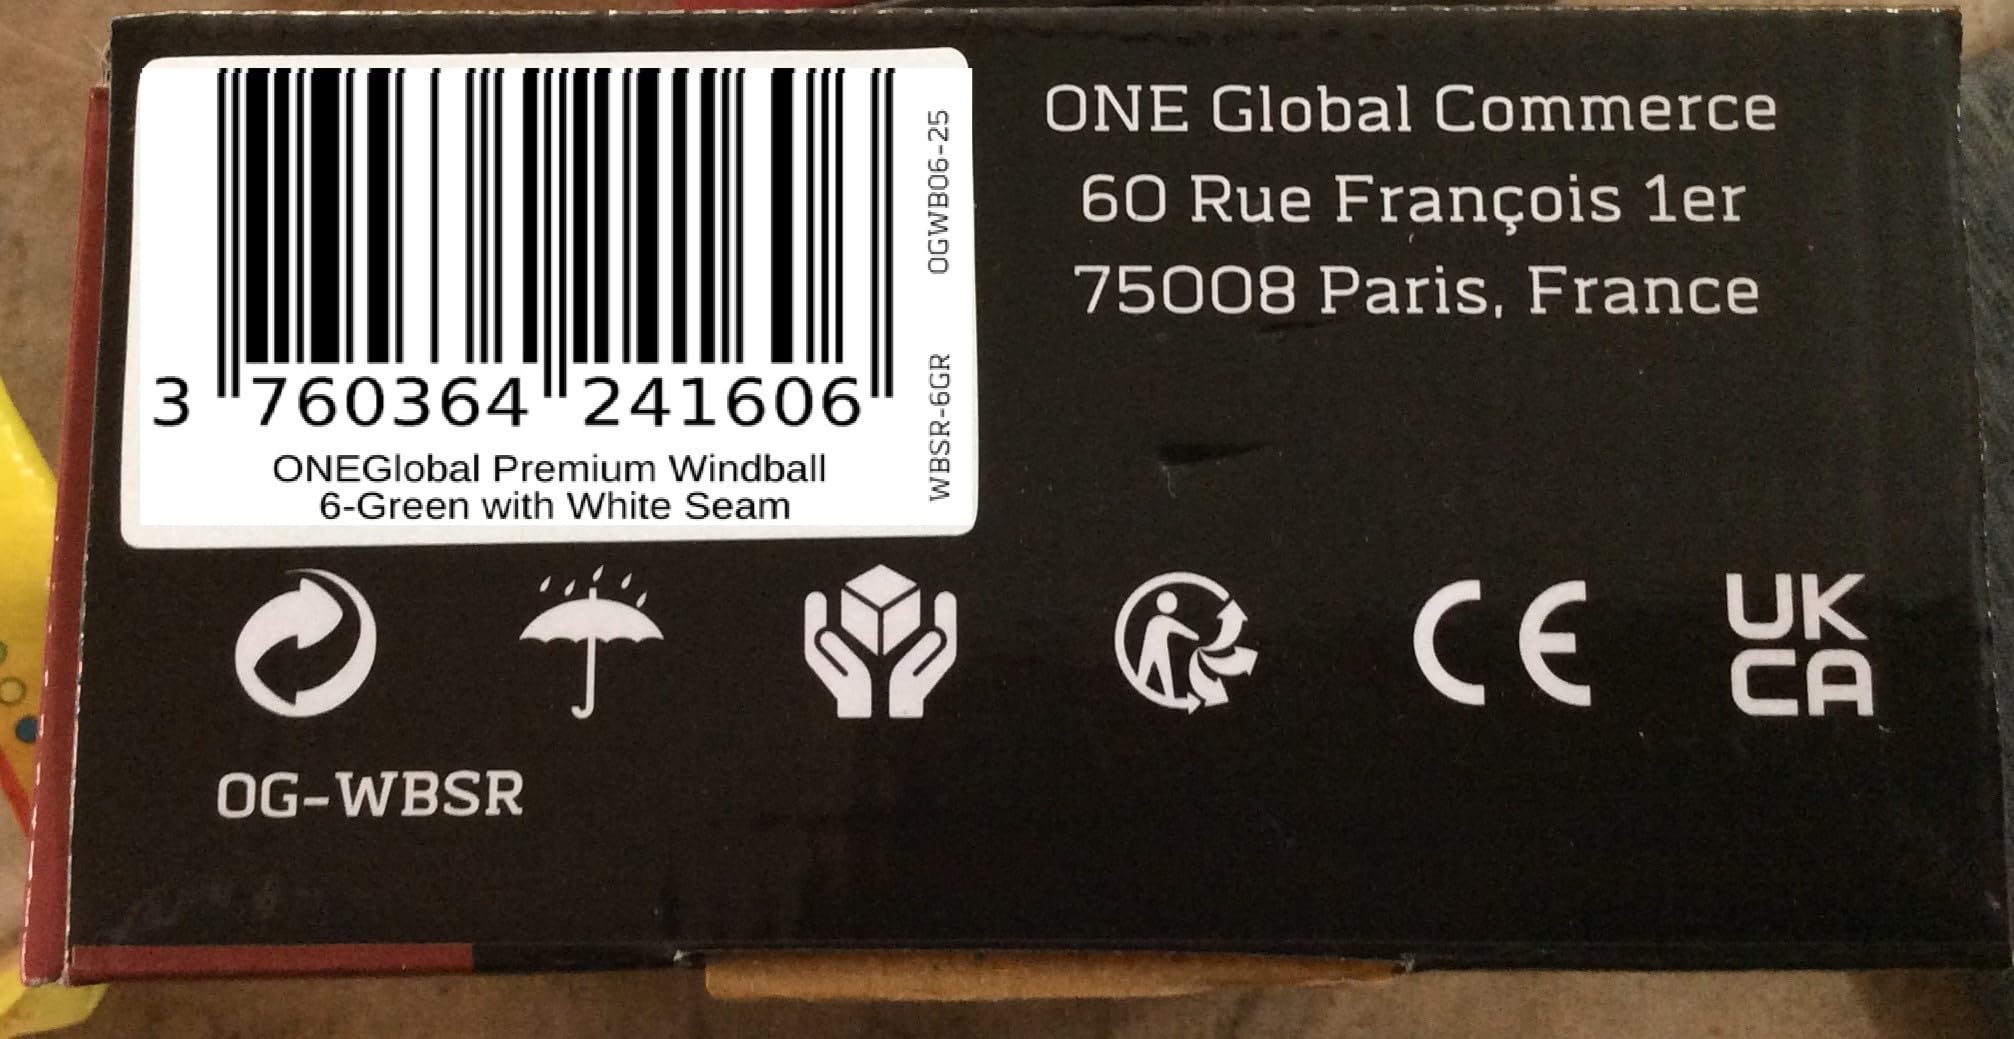 3 760364 241606
ONEGlobal Premium Windball
6-Green with White Seam
WBSR-6GR OGWB06-25
ONE Global Commerce
60 Rue François 1er
75008 Paris, France
CE
UK
CA
OG-WBSR